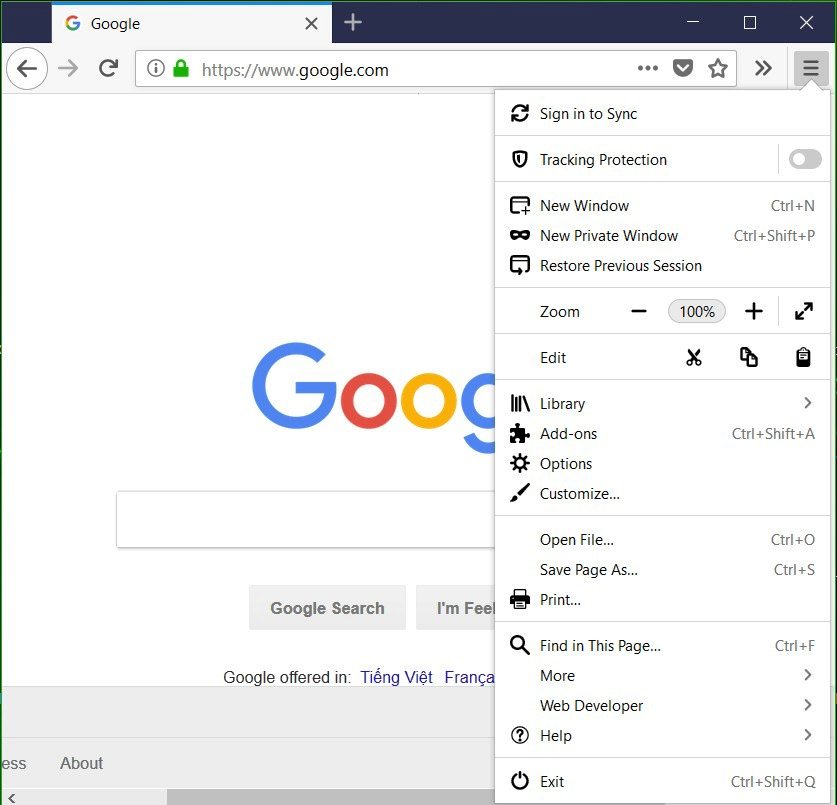 Google
https://www.google.com
Sign in to Sync
Tracking Protection
New Window Ctrl+N
New Private Window Ctrl+Shift+P
Restore Previous Session
Zoom 100%
Edit
Library
Add-ons Ctrl+Shift+A
Options
Customize...
Open File... Ctrl+O
Save Page As... Ctrl+S
Print...
Find in This Page... Ctrl+F
More
Web Developer
Help
Exit Ctrl+Shift+Q
Goog
Google Search I'm Feel
Google offered in: Tiếng Việt França
ess About